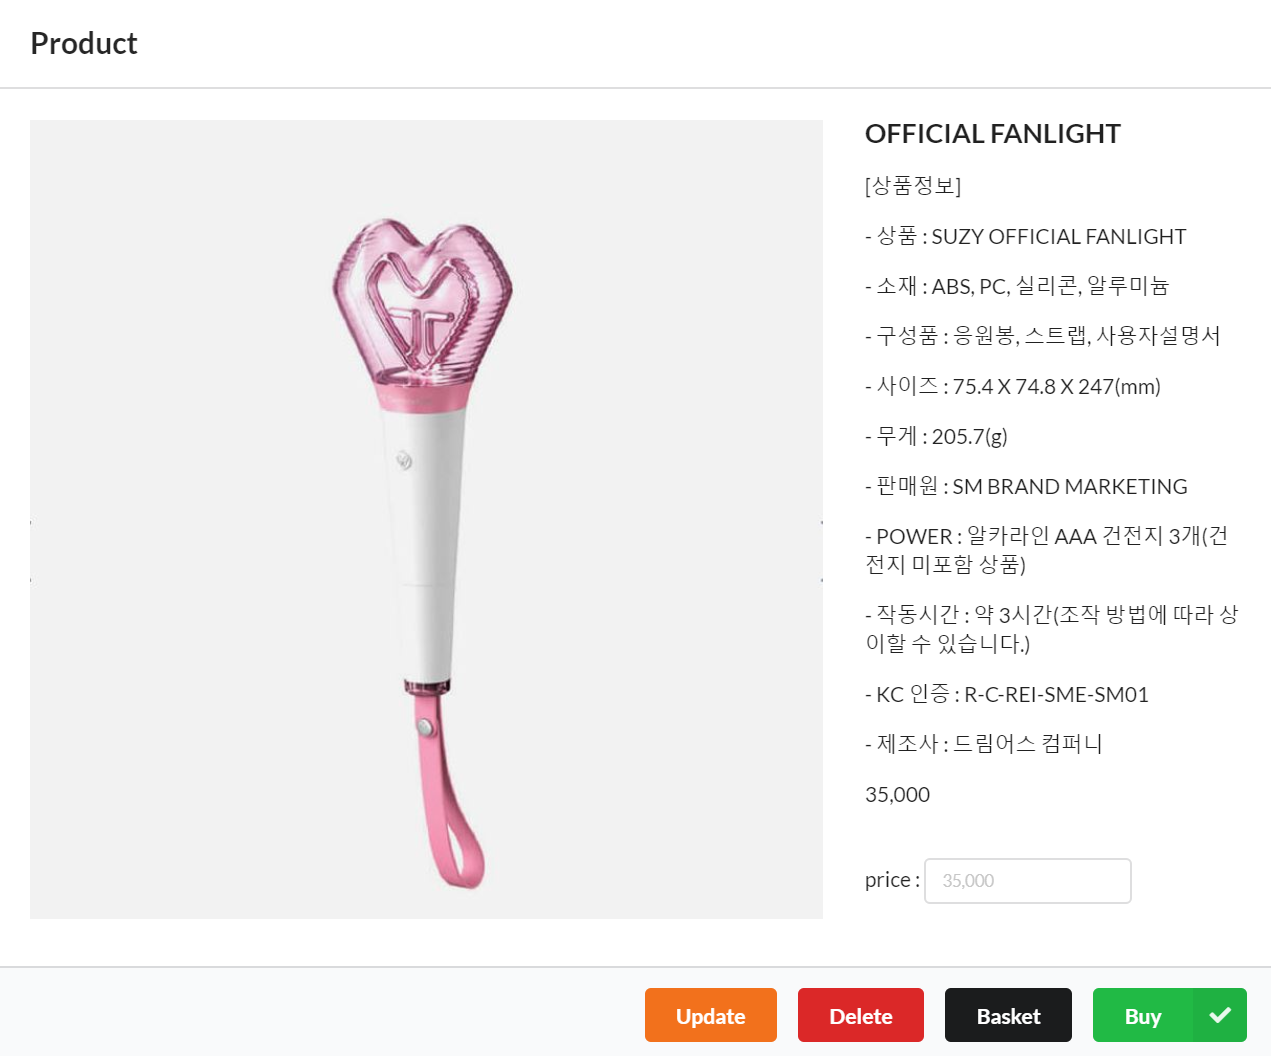 Product
OFFICIAL FANLIGHT
[상품정보]
- 상품 : SUZY OFFICIAL FANLIGHT
- 소재 : ABS, PC, 실리콘, 알루미늄
- 구성품 : 응원봉, 스트랩, 사용자설명서
- 사이즈 : 75.4 X 74.8 X 247(mm)
- 무게 : 205.7(g)
- 판매원 : SM BRAND MARKETING
- POWER : 알카라인 AAA 건전지 3개(건
전지 미포함 상품)
- 작동시간 : 약 3시간(조작 방법에 따라 상
이할 수 있습니다.)
- KC 인증 : R-C-REI-SME-SM01
- 제조사 : 드림어스 컴퍼니
35,000
price : 35,000
Update Delete Basket Buy